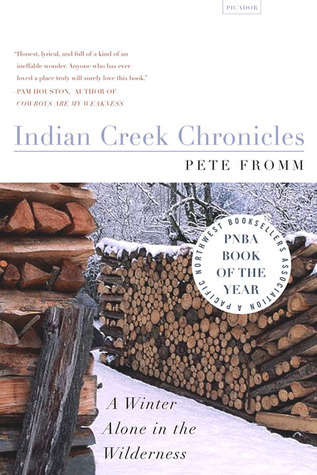 PICADOR
"Honest, lyrical, and full of a kind of an
ineffable wonder. Anyone who has ever
loved a place truly will surely love this book."
— PAM HOUSTON, AUTHOR OF
COWBOYS ARE MY WEAKNESS
Indian Creek Chronicles
PETE FROMM
PACIFIC NORTHWEST BOOKSELLERS ASSOCIATION A
PNBA
BOOK
OF THE
YEAR
A Winter
Alone in the
Wilderness